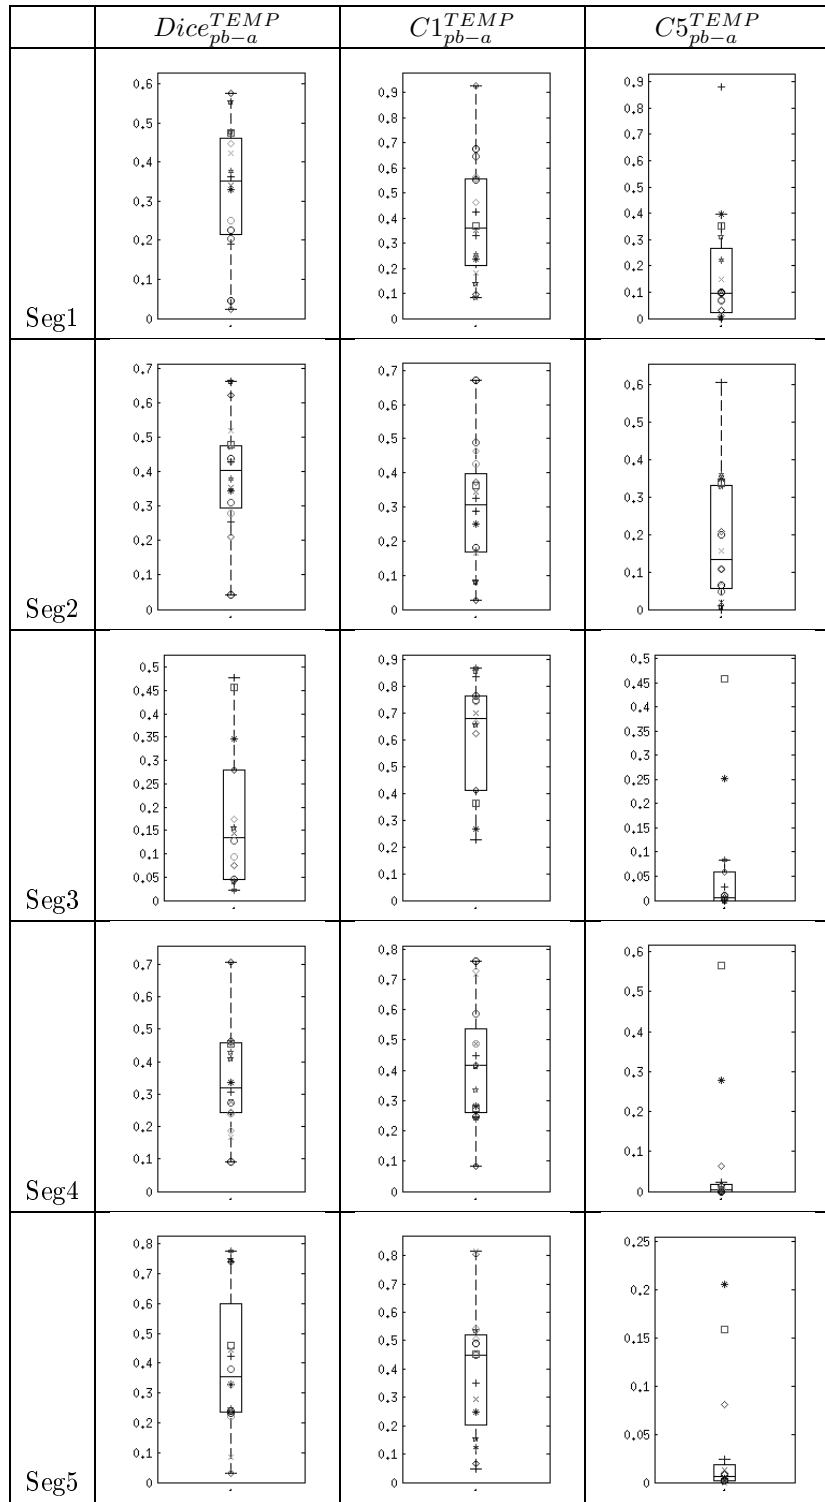 Dice_{pb-a}^{TEMP} C1_{pb-a}^{TEMP} C5_{pb-a}^{TEMP}
0.6 0.5 0.4 0.3 0.2 0.1 0
0.9 0.8 0.7 0.6 0.5 0.4 0.3 0.2 0.1 0
0.9 0.8 0.7 0.6 0.5 0.4 0.3 0.2 0.1 0
Seg1
0.7 0.6 0.5 0.4 0.3 0.2 0.1 0
0.7 0.6 0.5 0.4 0.3 0.2 0.1 0
0.6 0.5 0.4 0.3 0.2 0.1 0
Seg2
0.5 0.45 0.4 0.35 0.3 0.25 0.2 0.15 0.1 0.05 0
0.9 0.8 0.7 0.6 0.5 0.4 0.3 0.2 0.1 0
0.5 0.45 0.4 0.35 0.3 0.25 0.2 0.15 0.1 0.05 0
Seg3
0.7 0.6 0.5 0.4 0.3 0.2 0.1 0
0.8 0.7 0.6 0.5 0.4 0.3 0.2 0.1 0
0.6 0.5 0.4 0.3 0.2 0.1 0
Seg4
0.8 0.7 0.6 0.5 0.4 0.3 0.2 0.1 0
0.8 0.7 0.6 0.5 0.4 0.3 0.2 0.1 0
0.25 0.2 0.15 0.1 0.05 0
Seg5